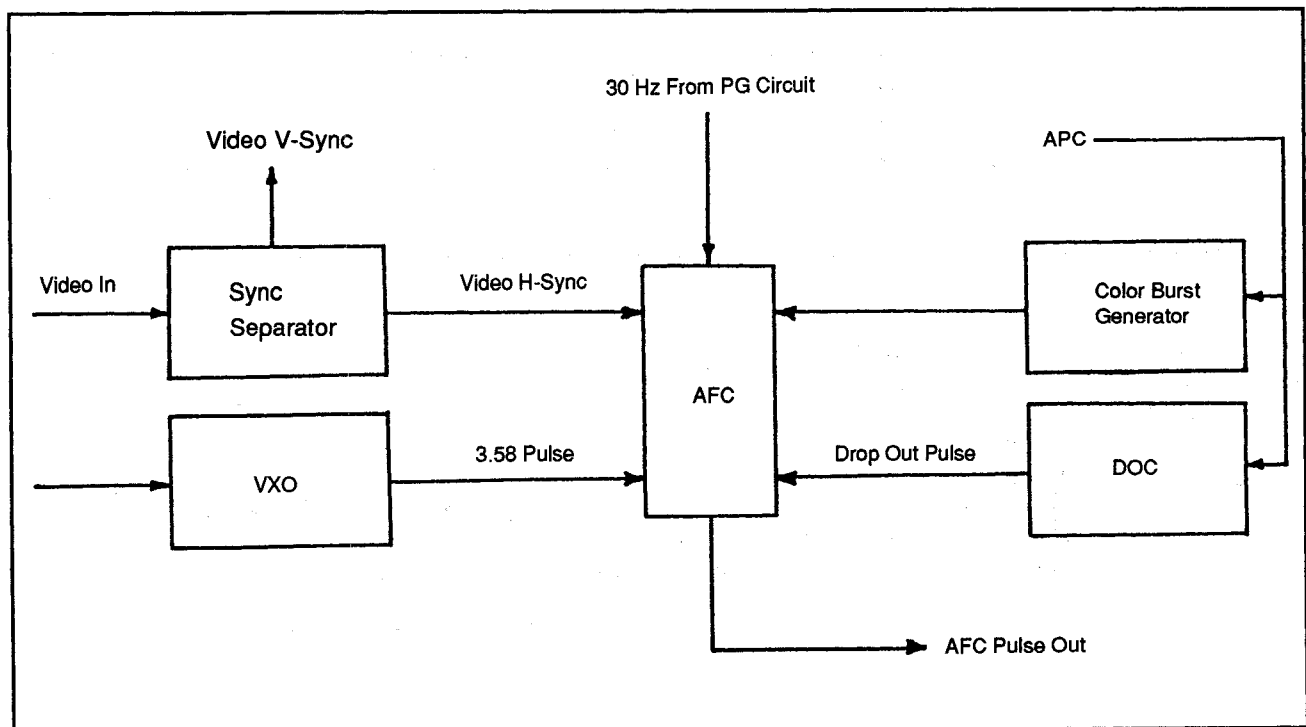 30 Hz From PG Circuit
Video V-Sync
APC
Video In
Sync
Separator
Video H-Sync
Color Burst
Generator
AFC
VXO
3.58 Pulse
Drop Out Pulse
DOC
AFC Pulse Out